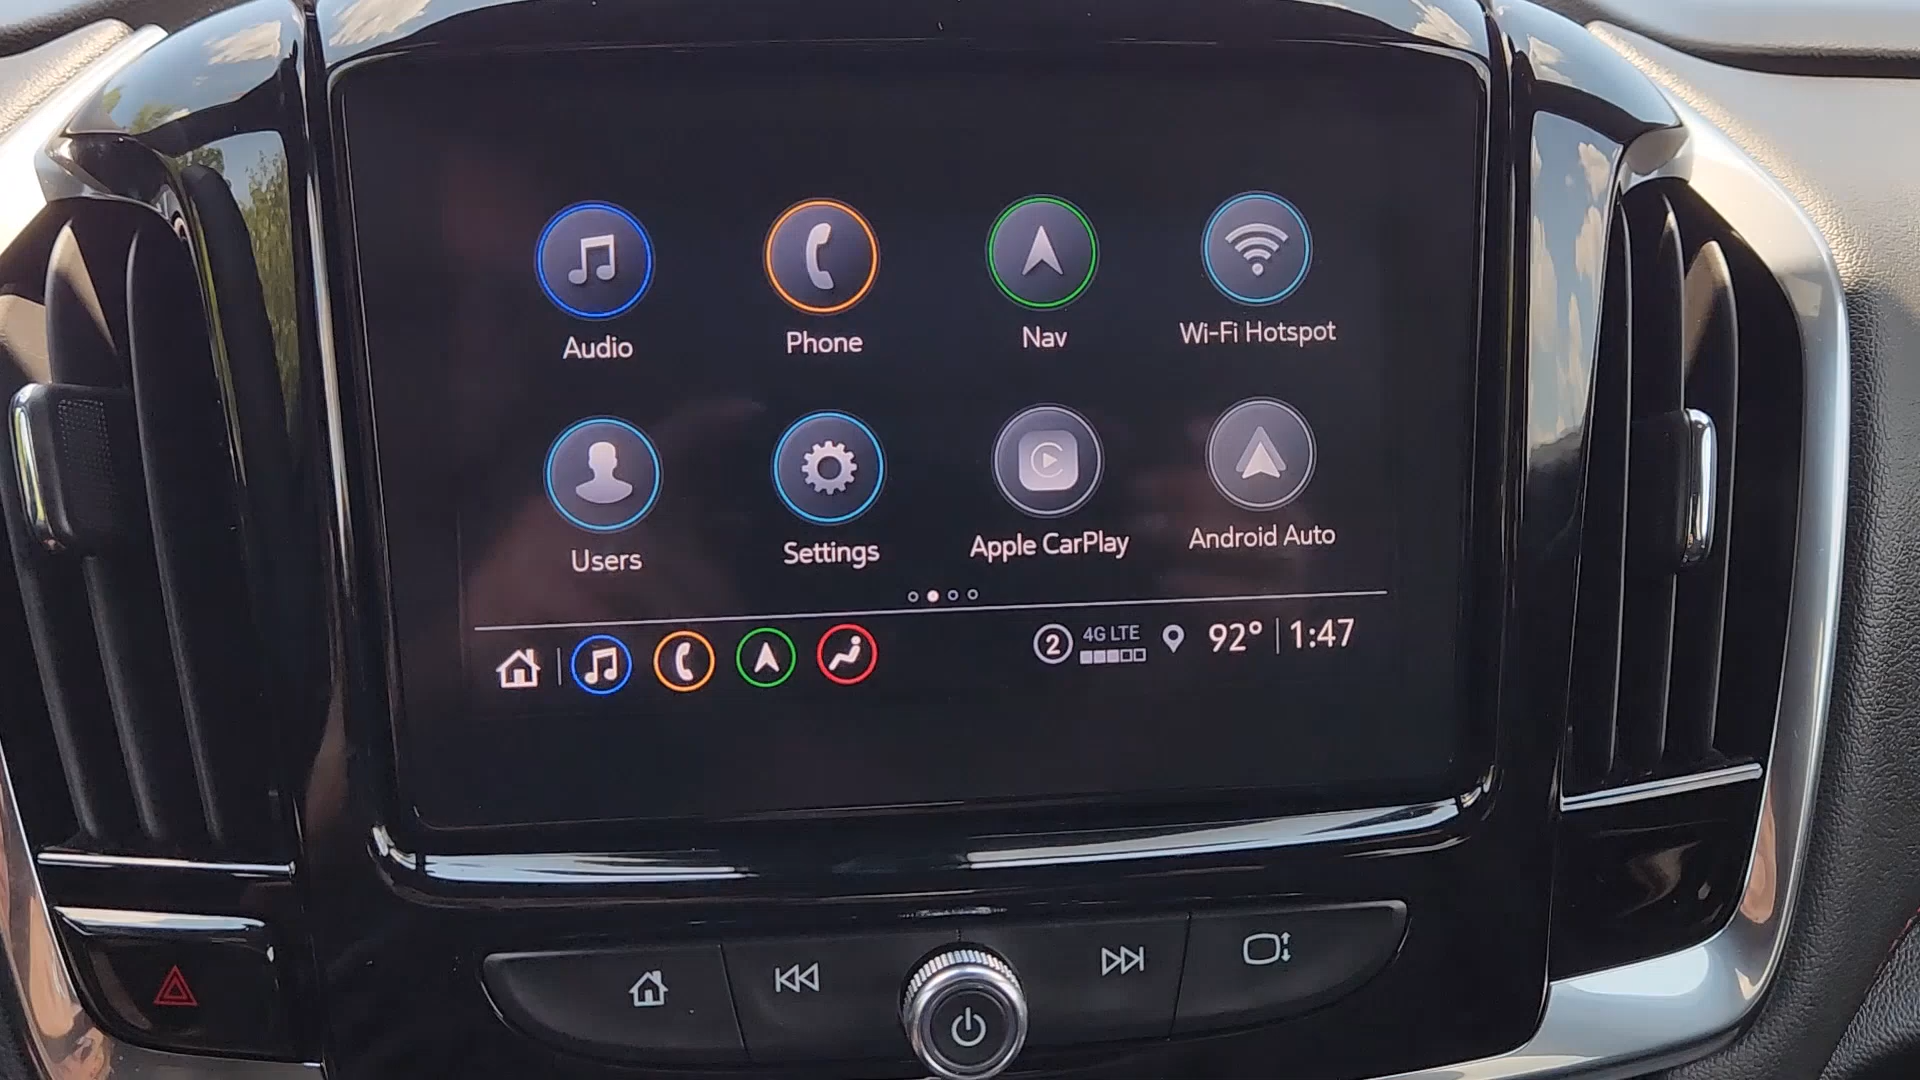 Audio Phone Nav Wi-Fi Hotspot
Users Settings Apple CarPlay Android Auto
2 4G LTE 92° 1:47